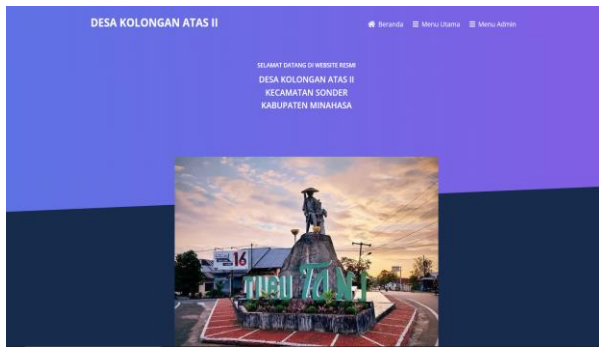 DESA KOLONGAN ATAS II
Beranda Menu Utama Menu Admin
SELAMAT DATANG DI WEBSITE RESMI
DESA KOLONGAN ATAS II
KECAMATAN SONDER
KABUPATEN MINAHASA
16
TUGU TANI